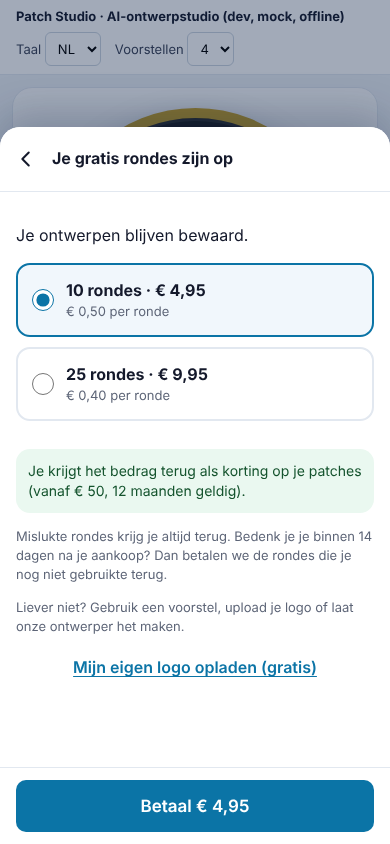 Patch Studio · AI-ontwerpstudio (dev, mock, offline)
Taal NL Voorstellen 4
Je gratis rondes zijn op
Je ontwerpen blijven bewaard.
10 rondes · € 4,95
€ 0,50 per ronde
25 rondes · € 9,95
€ 0,40 per ronde
Je krijgt het bedrag terug als korting op je patches
(vanaf € 50, 12 maanden geldig).
Mislukte rondes krijg je altijd terug. Bedenk je je binnen 14
dagen na je aankoop? Dan betalen we de rondes die je
nog niet gebruikte terug.
Liever niet? Gebruik een voorstel, upload je logo of laat
onze ontwerper het maken.
Mijn eigen logo opladen (gratis)
Betaal € 4,95